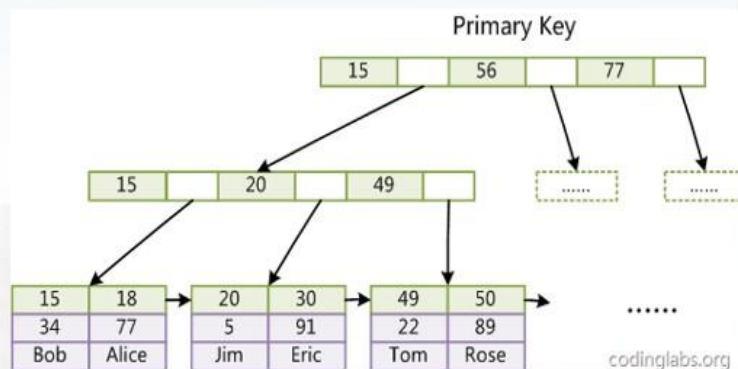 Primary Key
15 56 77
15 20 49
...... ......
15 18 20 30 49 50
34 77 5 91 22 89
......
Bob Alice Jim Eric Tom Rose
codinglabs.org